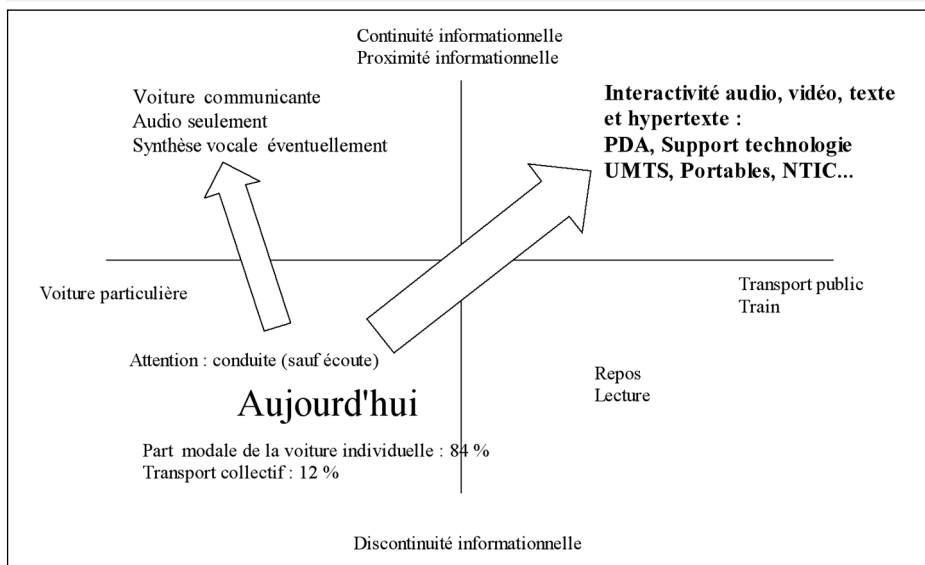 Continuité informationnelle
Proximité informationnelle
Voiture communicante
Audio seulement
Synthèse vocale éventuellement
Interactivité audio, vidéo, texte
et hypertexte :
PDA, Support technologie
UMTS, Portables, NTIC...
Voiture particulière
Transport public
Train
Attention : conduite (sauf écoute)
Repos
Lecture
Aujourd'hui
Part modale de la voiture individuelle : 84 %
Transport collectif : 12 %
Discontinuité informationnelle